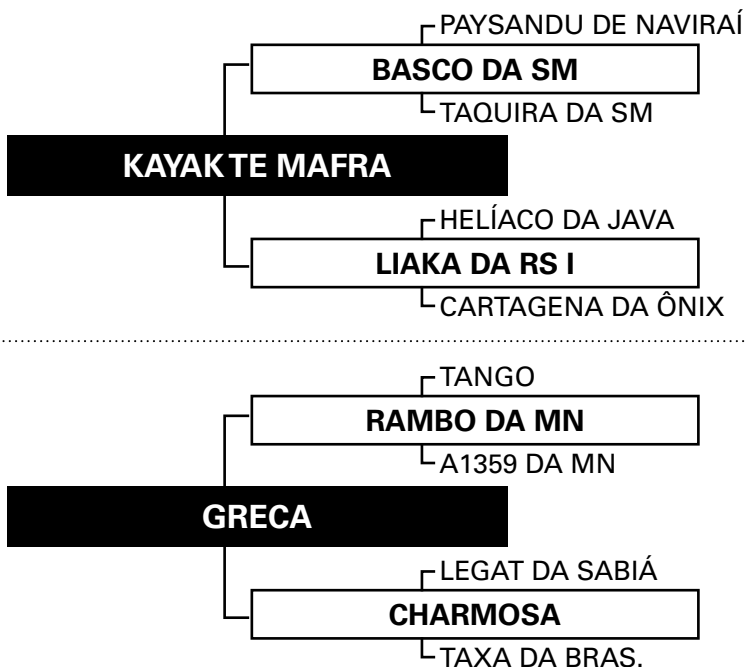 PAYSANDU DE NAVIRAÍ
BASCO DA SM
TAQUIRA DA SM
KAYAK TE MAFRA
HELÍACO DA JAVA
LIAKA DA RS I
CARTAGENA DA ÔNIX
TANGO
RAMBO DA MN
A1359 DA MN
GRECA
LEGAT DA SABIÁ
CHARMOSA
TAXA DA BRAS.